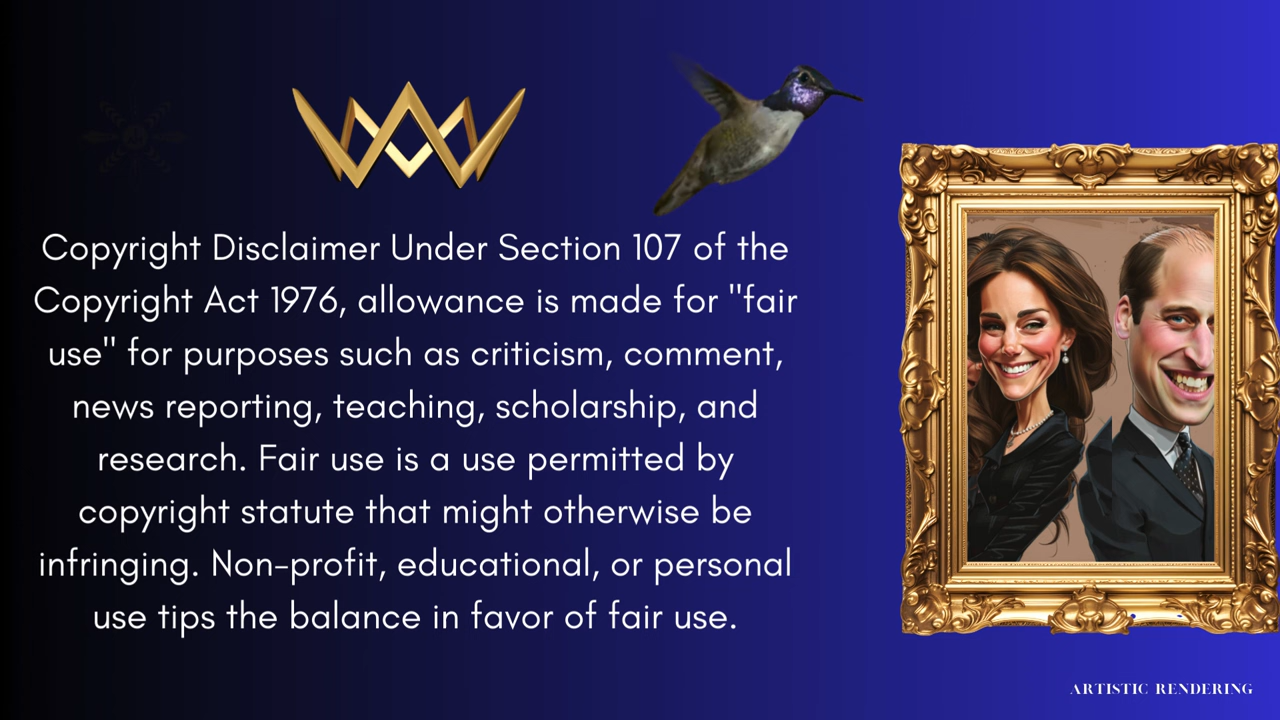 Copyright Disclaimer Under Section 107 of the
Copyright Act 1976, allowance is made for "fair
use" for purposes such as criticism, comment,
news reporting, teaching, scholarship, and
research. Fair use is a use permitted by
copyright statute that might otherwise be
infringing. Non-profit, educational, or personal
use tips the balance in favor of fair use.
ARTISTIC RENDERING